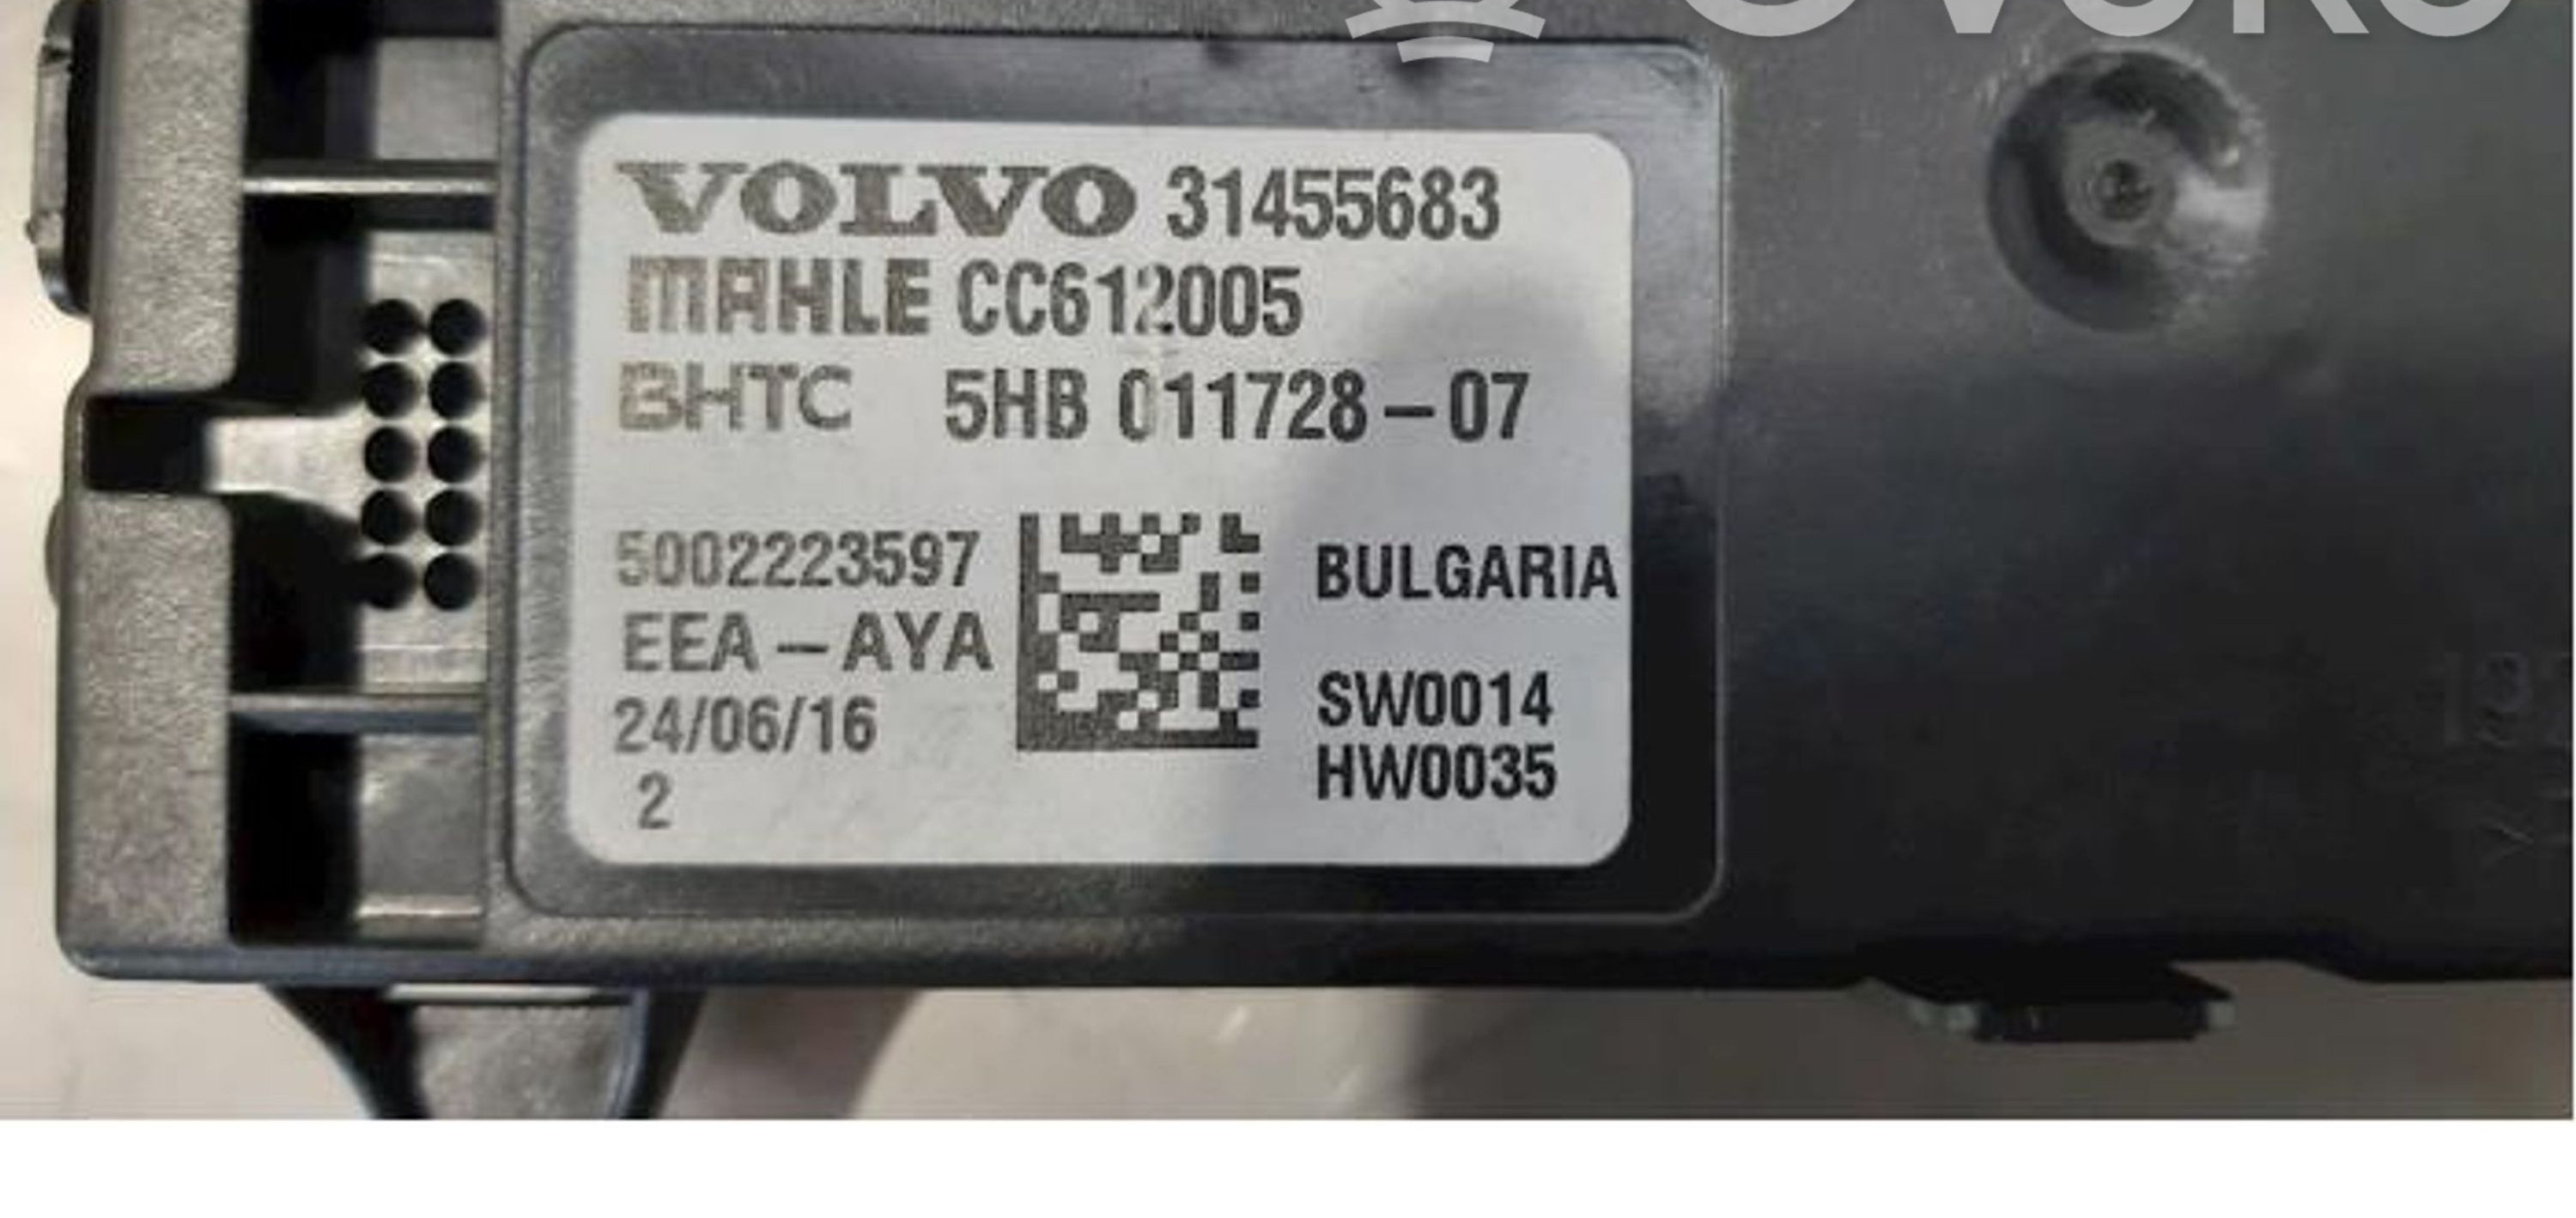 VOLVO 31455683
MAHLE CC612005
BHTC 5HB 011728-07
5002223597
EEA-AYA
24/06/16
2
BULGARIA
SW0014
HW0035